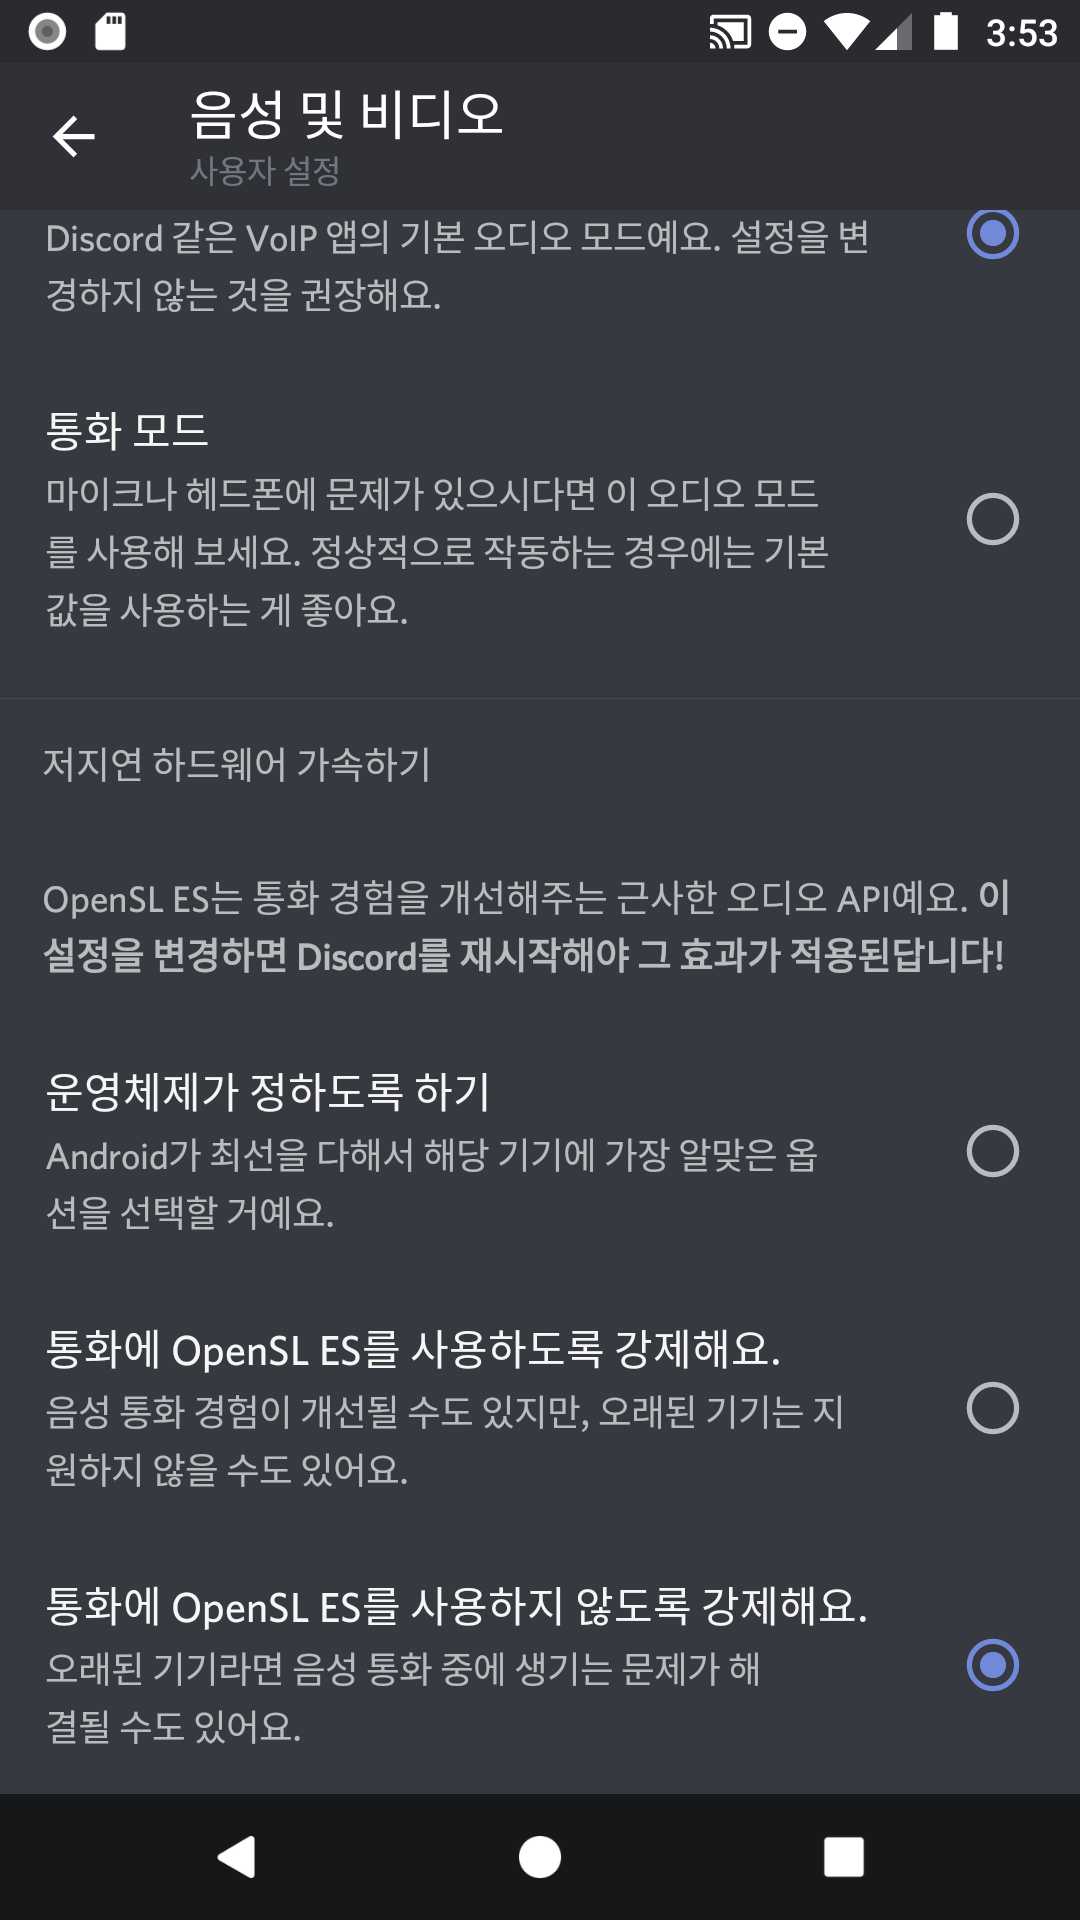 3:53
음성 및 비디오
사용자 설정
Discord 같은 VoIP 앱의 기본 오디오 모드예요. 설정을 변
경하지 않는 것을 권장해요.
통화 모드
마이크나 헤드폰에 문제가 있으시다면 이 오디오 모드
를 사용해 보세요. 정상적으로 작동하는 경우에는 기본
값을 사용하는 게 좋아요.
저지연 하드웨어 가속하기
OpenSL ES는 통화 경험을 개선해주는 근사한 오디오 API예요. 이
설정을 변경하면 Discord를 재시작해야 그 효과가 적용된답니다!
운영체제가 정하도록 하기
Android가 최선을 다해서 해당 기기에 가장 알맞은 옵
션을 선택할 거예요.
통화에 OpenSL ES를 사용하도록 강제해요.
음성 통화 경험이 개선될 수도 있지만, 오래된 기기는 지
원하지 않을 수도 있어요.
통화에 OpenSL ES를 사용하지 않도록 강제해요.
오래된 기기라면 음성 통화 중에 생기는 문제가 해
결될 수도 있어요.